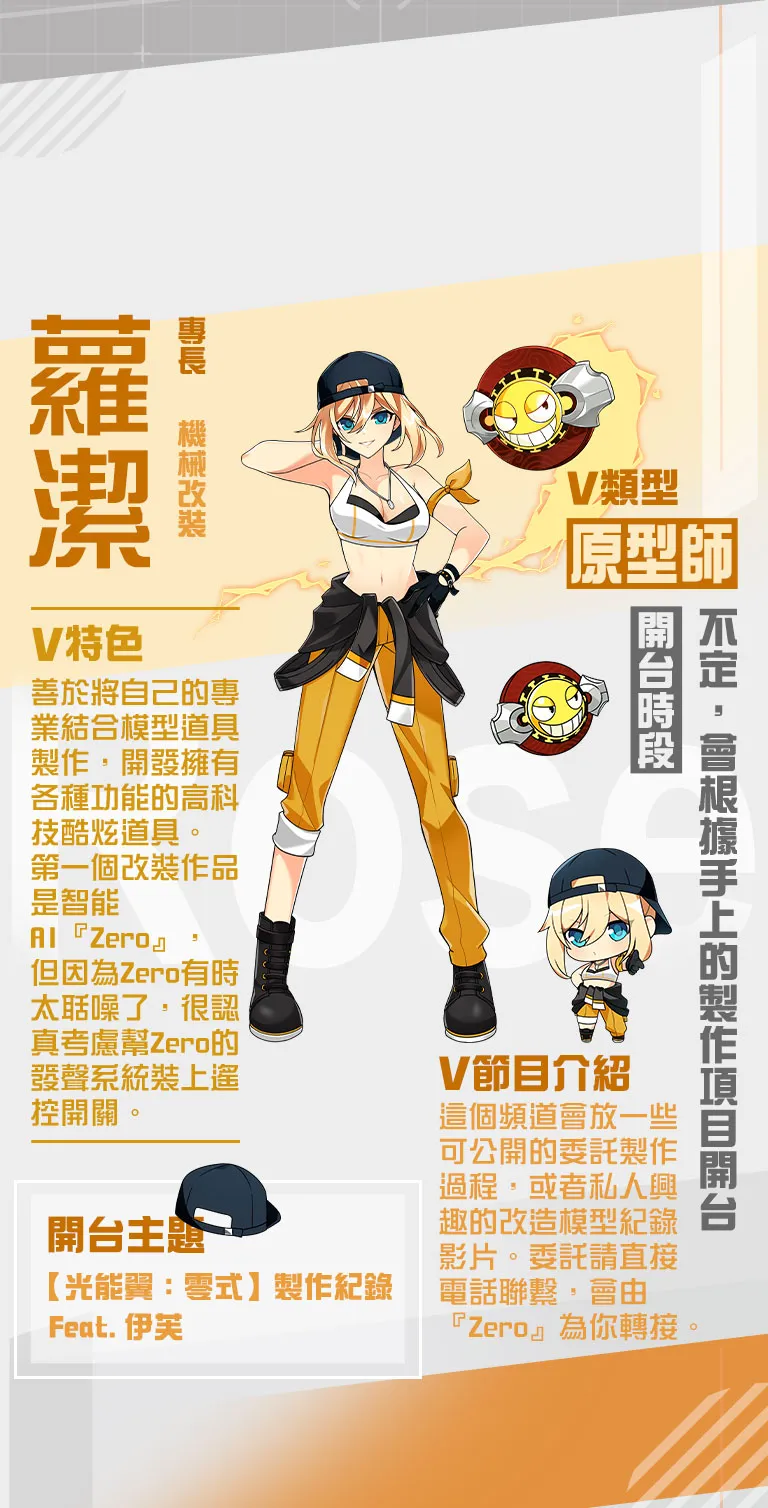 蘿潔
專長 機械改裝
V類型
原型師
開台時段
不定，會根據手上的製作項目開台
V特色
善於將自己的專
業結合模型道具
製作，開發擁有
各種功能的高科
技酷炫道具。
第一個改裝作品
是智能
AI『Zero』，
但因為Zero有時
太聒噪了，很認
真考慮幫Zero的
發聲系統裝上遙
控開關。
Rose
V節目介紹
這個頻道會放一些
可公開的委託製作
過程，或者私人興
趣的改造模型紀錄
影片。委託請直接
電話聯繫，會由
『Zero』為你轉接。
開台主題
【光能翼：零式】製作紀錄
Feat. 伊芙